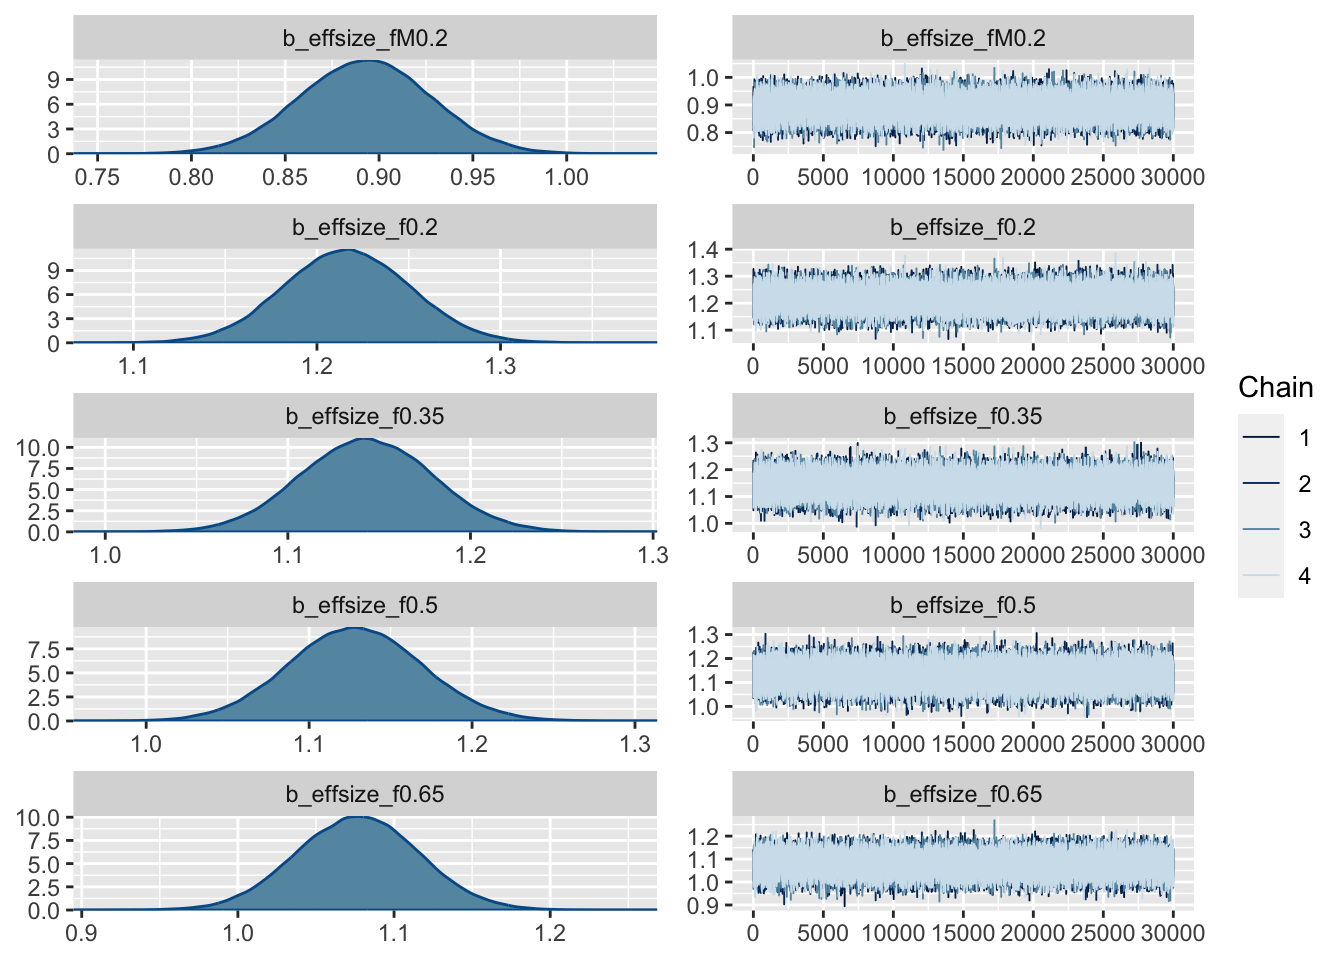 b_effsize_fM0.2
9
6
3
0
0.75 0.80 0.85 0.90 0.95 1.00
b_effsize_fM0.2
1.0
0.9
0.8
0 5000 10000 15000 20000 25000 30000
b_effsize_f0.2
9
6
3
0
1.1 1.2 1.3
b_effsize_f0.2
1.4
1.3
1.2
1.1
0 5000 10000 15000 20000 25000 30000
b_effsize_f0.35
10.0
7.5
5.0
2.5
0.0
1.0 1.1 1.2 1.3
b_effsize_f0.35
1.3
1.2
1.1
1.0
0 5000 10000 15000 20000 25000 30000
b_effsize_f0.5
7.5
5.0
2.5
0.0
1.0 1.1 1.2 1.3
b_effsize_f0.5
1.3
1.2
1.1
1.0
0 5000 10000 15000 20000 25000 30000
b_effsize_f0.65
10.0
7.5
5.0
2.5
0.0
0.9 1.0 1.1 1.2
b_effsize_f0.65
1.2
1.1
1.0
0.9
0 5000 10000 15000 20000 25000 30000
Chain
1
2
3
4